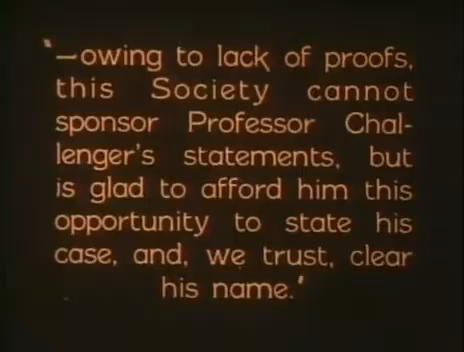 "—owing to lack of proofs,
this Society cannot
sponsor Professor Chal-
lenger's statements, but
is glad to afford him this
opportunity to state his
case, and, we trust, clear
his name."